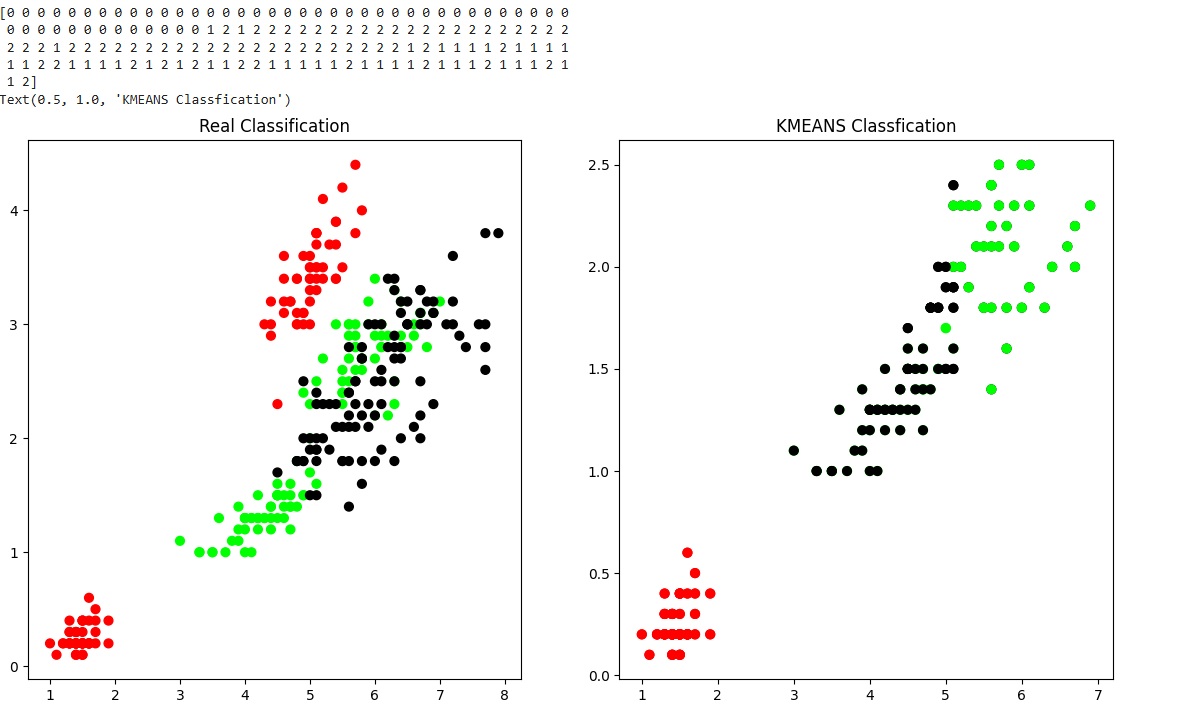 [0 0 0 0 0 0 0 0 0 0 0 0 0 0 0 0 0 0 0 0 0 0 0 0 0 0 0 0 0 0 0 0 0 0 0 0 0
0 0 0 0 0 0 0 0 0 0 0 0 0 1 2 1 2 2 2 2 2 2 2 2 2 2 2 2 2 2 2 2 2 2 2 2 2
2 2 2 1 2 2 2 2 2 2 2 2 2 2 2 2 2 2 2 2 2 2 2 2 2 2 1 2 1 1 1 1 2 1 1 1 1
1 1 2 2 1 1 1 1 2 1 2 1 2 1 1 2 2 1 1 1 1 1 2 1 1 1 1 2 1 1 1 2 1 1 1 2 1
1 2]
Text(0.5, 1.0, 'KMEANS Classfication')
Real Classification
4
3
2
1
0
1 2 3 4 5 6 7 8
KMEANS Classfication
2.5
2.0
1.5
1.0
0.5
0.0
1 2 3 4 5 6 7